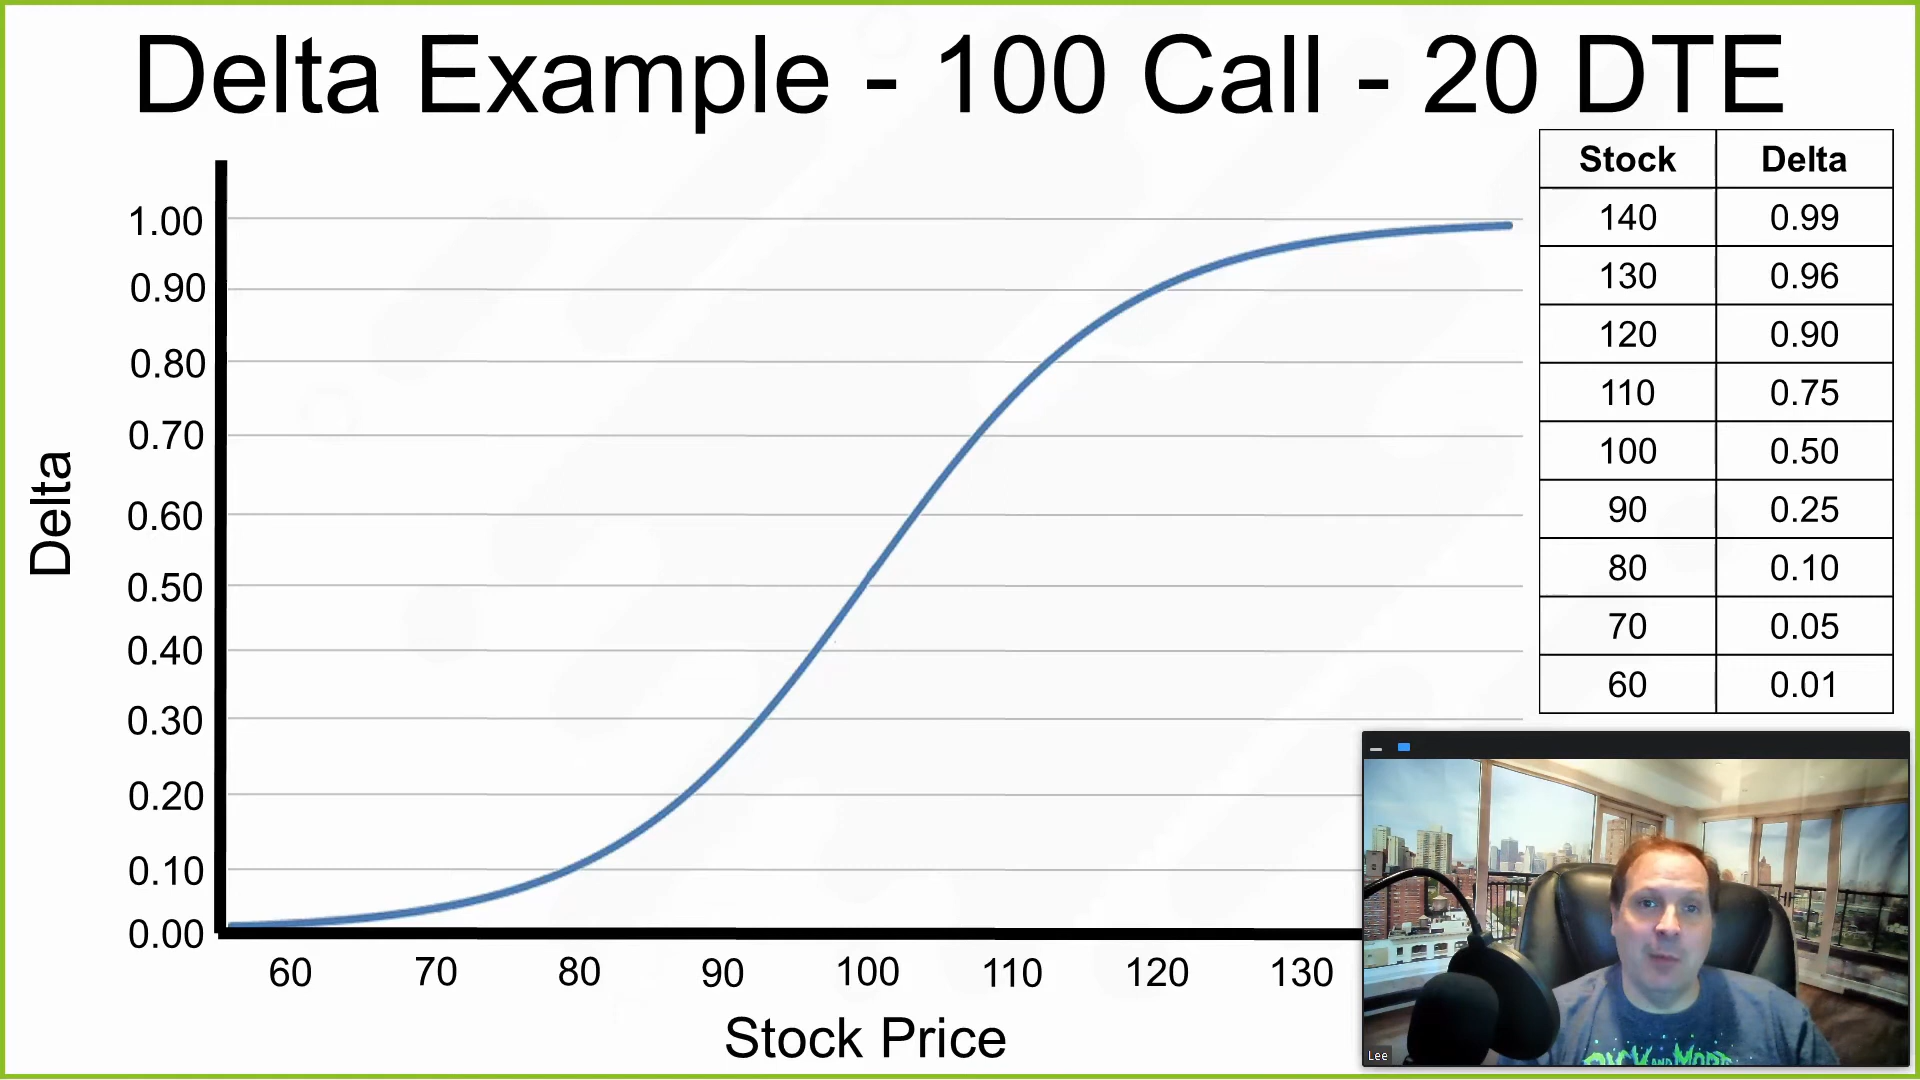 Delta Example - 100 Call - 20 DTE
Stock Delta
140 0.99
130 0.96
120 0.90
110 0.75
100 0.50
90 0.25
80 0.10
70 0.05
60 0.01
Delta
1.00
0.90
0.80
0.70
0.60
0.50
0.40
0.30
0.20
0.10
0.00
60 70 80 90 100 110 120 130
Stock Price
Lee
RICK AND MORTY